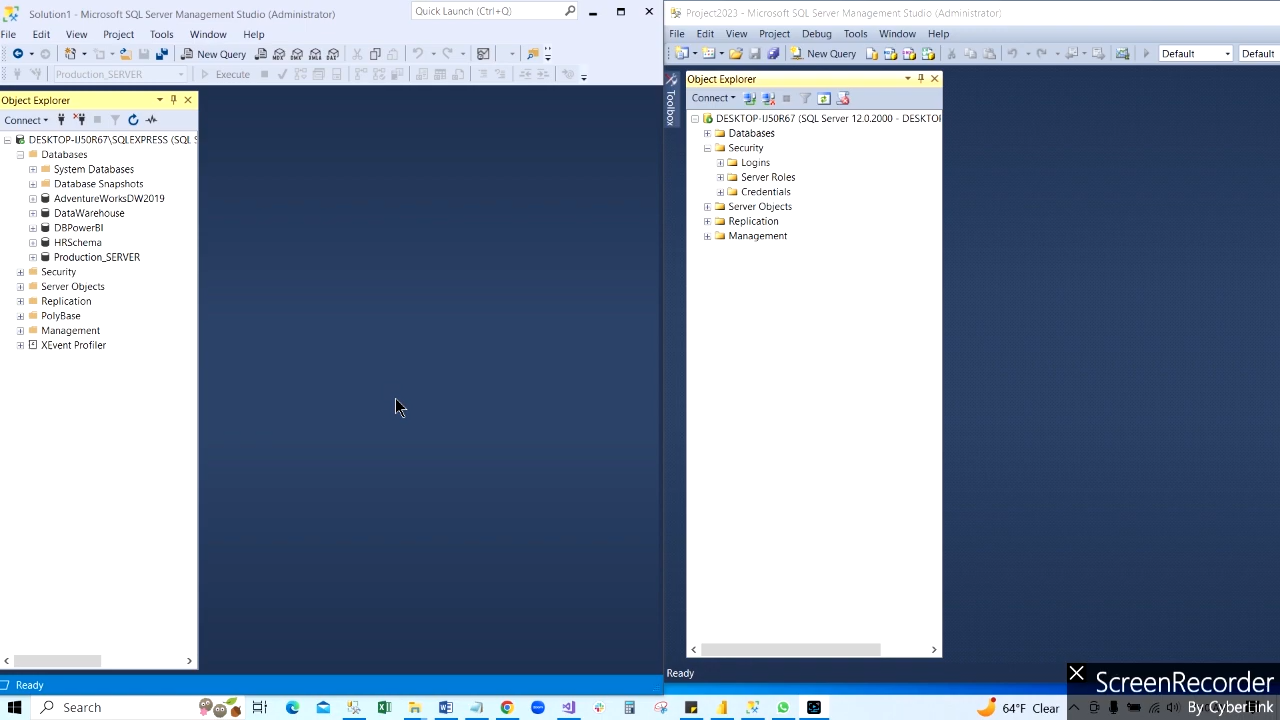 Solution1 - Microsoft SQL Server Management Studio (Administrator)
Quick Launch (Ctrl+Q)
File Edit View Project Tools Window Help
New Query
Production_SERVER
Execute
Object Explorer
Connect
DESKTOP-IJ50R67\SQLEXPRESS (SQL S
Databases
System Databases
Database Snapshots
AdventureWorksDW2019
DataWarehouse
DBPowerBI
HRSchema
Production_SERVER
Security
Server Objects
Replication
PolyBase
Management
XEvent Profiler
Ready
Project2023 - Microsoft SQL Server Management Studio (Administrator)
File Edit View Project Debug Tools Window Help
New Query
Default
Default
Toolbox
Object Explorer
Connect
DESKTOP-IJ50R67 (SQL Server 12.0.2000 - DESKTOP
Databases
Security
Logins
Server Roles
Credentials
Server Objects
Replication
Management
Ready
ScreenRecorder
By CyberLink
Search
64°F Clear